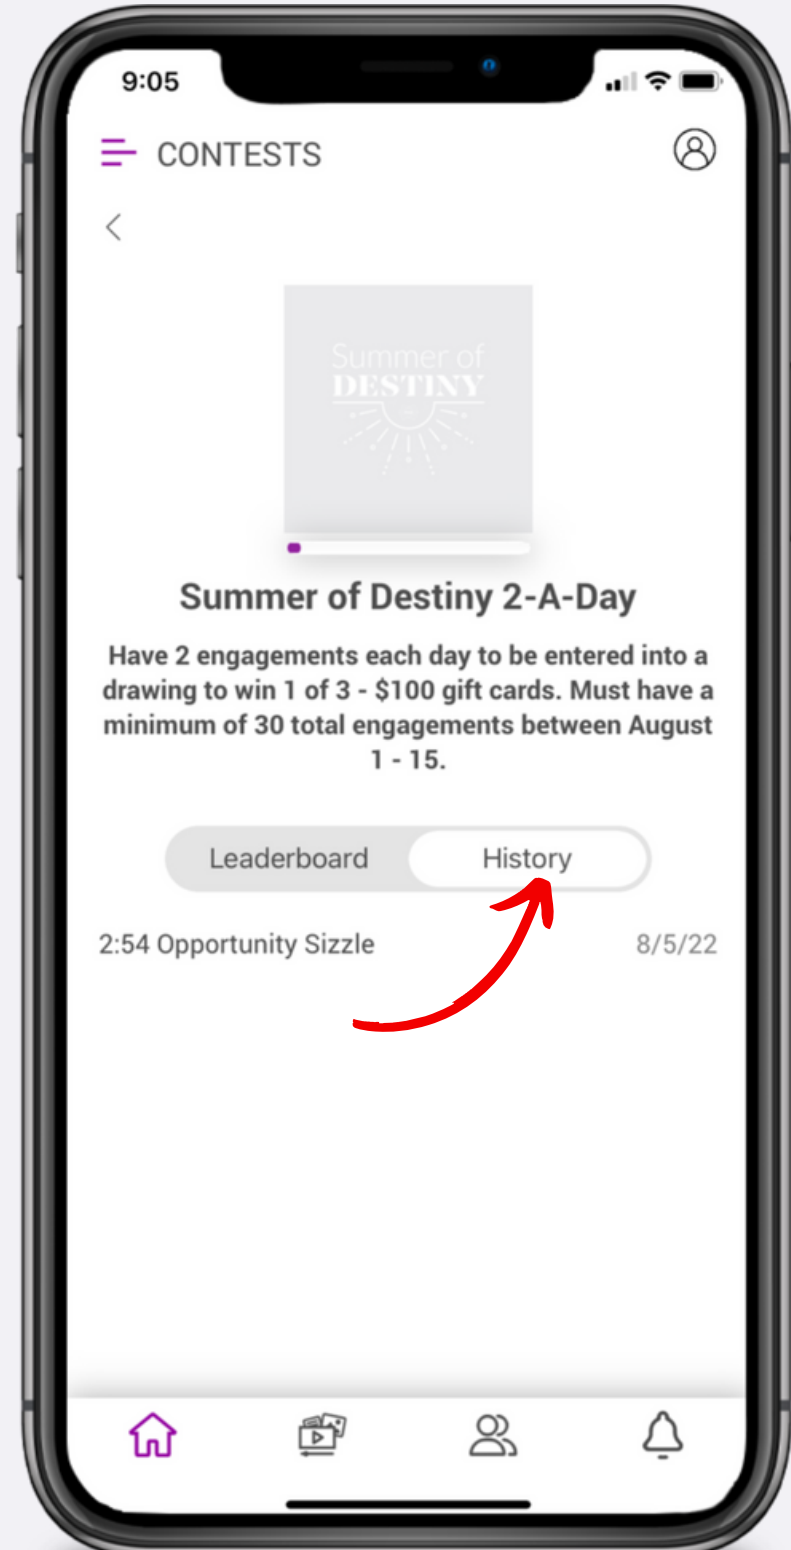 9:05
CONTESTS
Summer of
DESTINY
Summer of Destiny 2-A-Day
Have 2 engagements each day to be entered into a
drawing to win 1 of 3 - $100 gift cards. Must have a
minimum of 30 total engagements between August
1 - 15.
Leaderboard History
2:54 Opportunity Sizzle 8/5/22